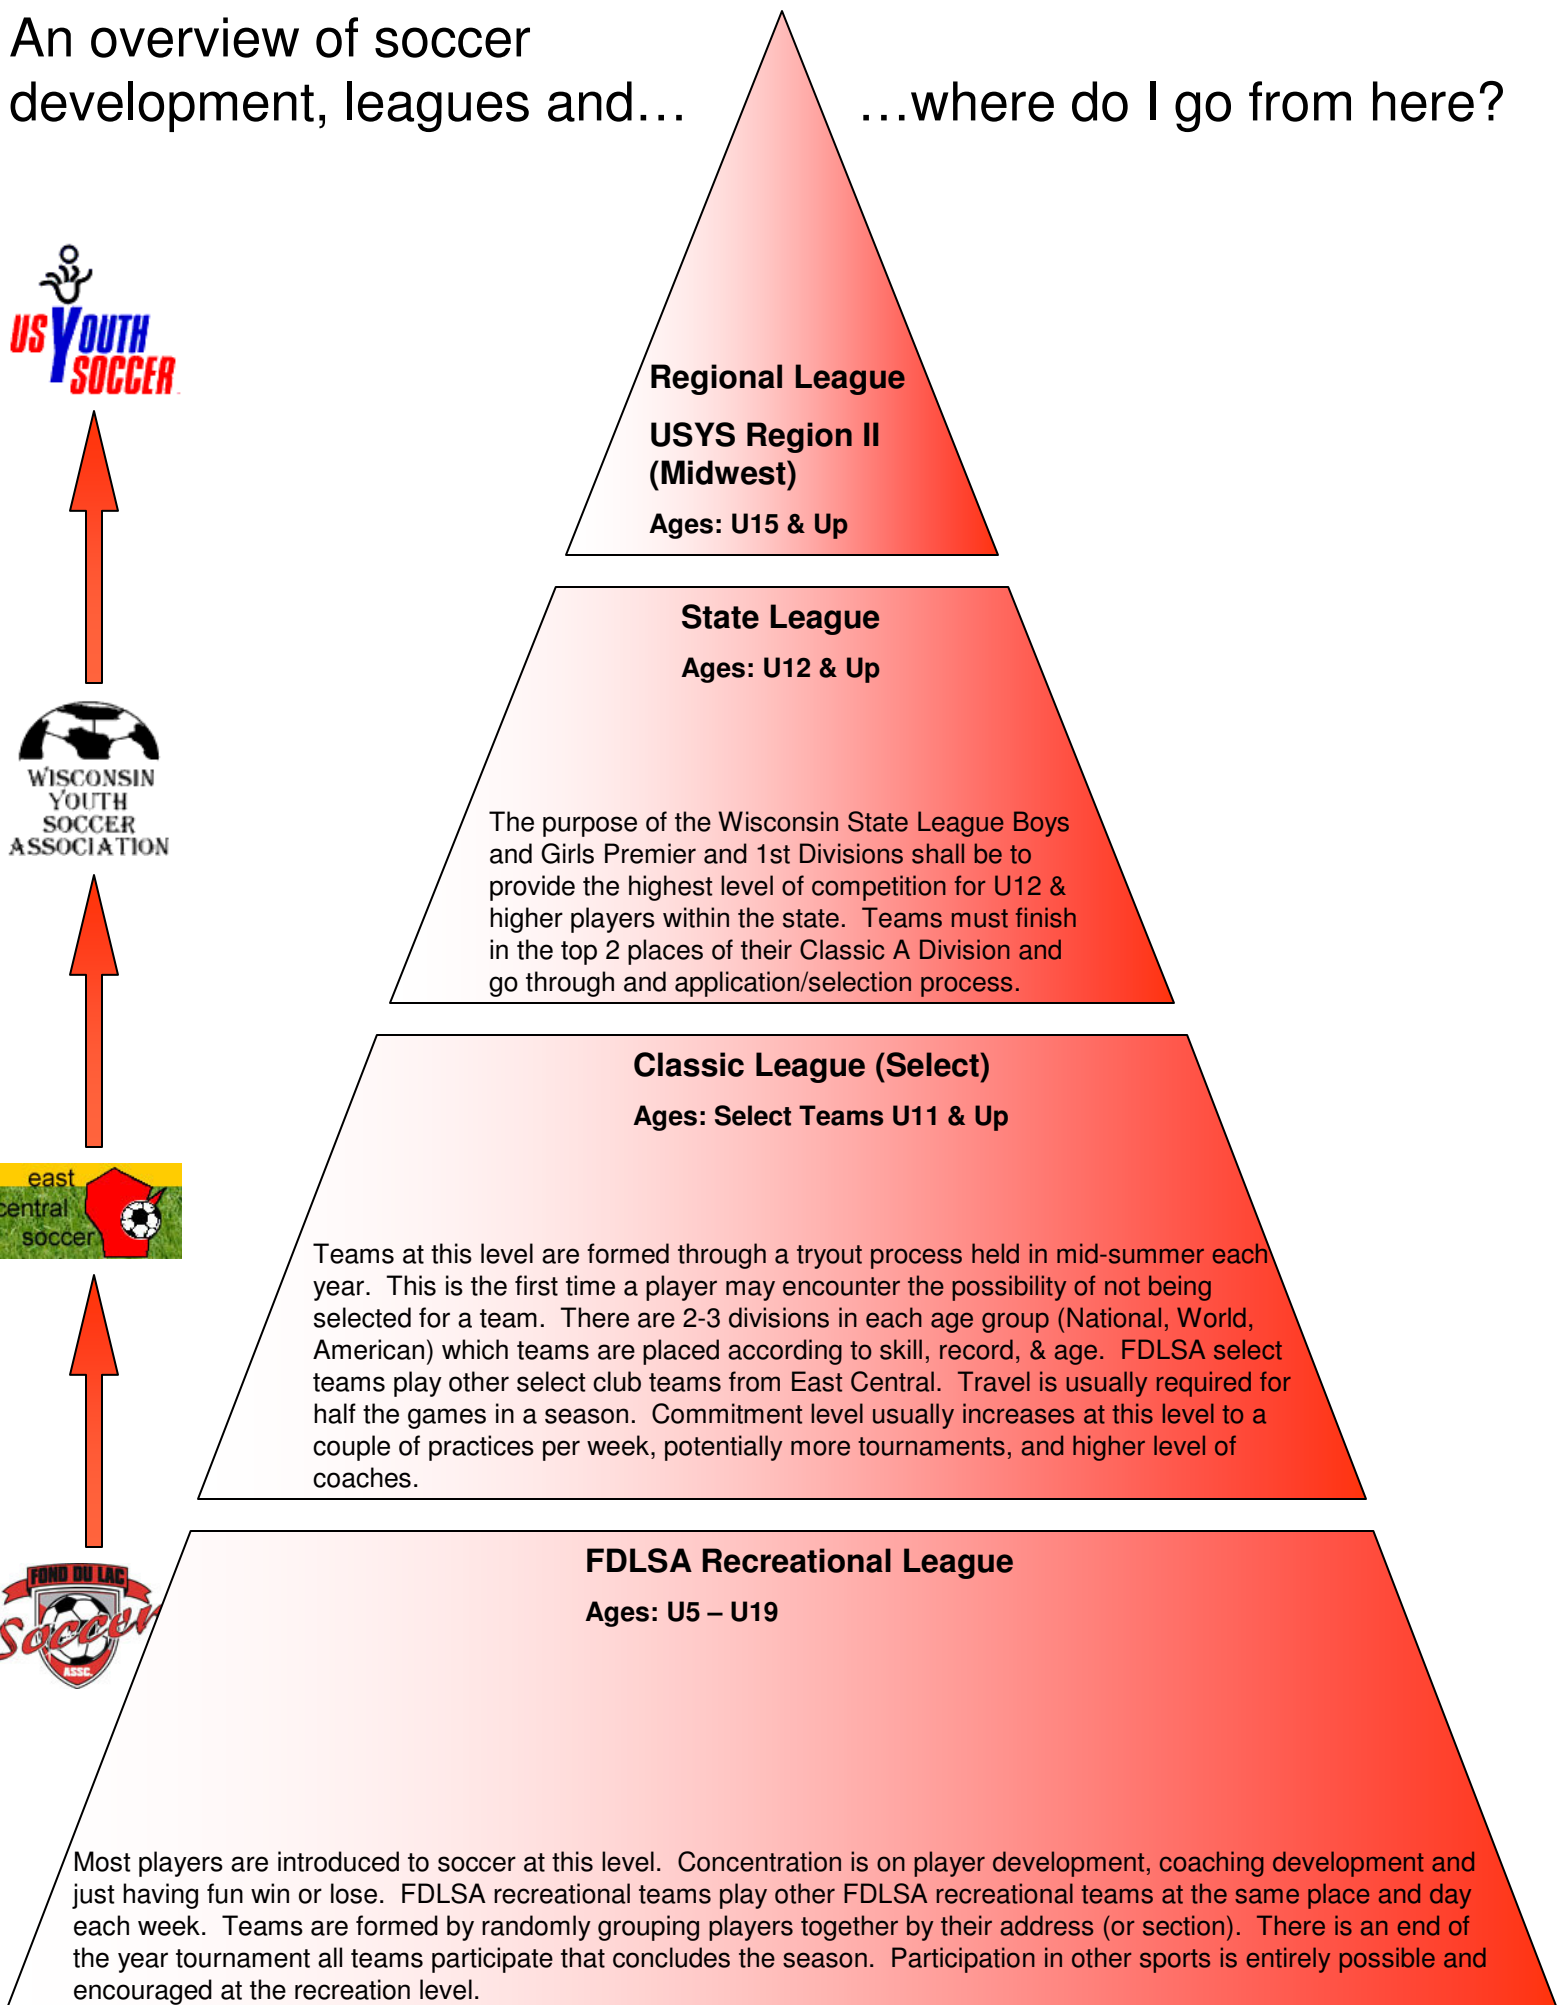 An overview of soccer
development, leagues and… …where do I go from here?
US YOUTH
SOCCER
Regional League
USYS Region II
(Midwest)
Ages: U15 & Up
State League
Ages: U12 & Up
WISCONSIN
YOUTH
SOCCER
ASSOCIATION
The purpose of the Wisconsin State League Boys
and Girls Premier and 1st Divisions shall be to
provide the highest level of competition for U12 &
higher players within the state.  Teams must finish
in the top 2 places of their Classic A Division and
go through and application/selection process.
Classic League (Select)
Ages: Select Teams U11 & Up
east
central
soccer
Teams at this level are formed through a tryout process held in mid-summer each
year.  This is the first time a player may encounter the possibility of not being
selected for a team.  There are 2-3 divisions in each age group (National, World,
American) which teams are placed according to skill, record, & age.  FDLSA select
teams play other select club teams from East Central.  Travel is usually required for
half the games in a season.  Commitment level usually increases at this level to a
couple of practices per week, potentially more tournaments, and higher level of
coaches.
FDLSA Recreational League
Ages: U5 – U19
FOND DU LAC
Soccer
ASSC.
Most players are introduced to soccer at this level.  Concentration is on player development, coaching development and
just having fun win or lose.  FDLSA recreational teams play other FDLSA recreational teams at the same place and day
each week.  Teams are formed by randomly grouping players together by their address (or section).  There is an end of
the year tournament all teams participate that concludes the season.  Participation in other sports is entirely possible and
encouraged at the recreation level.